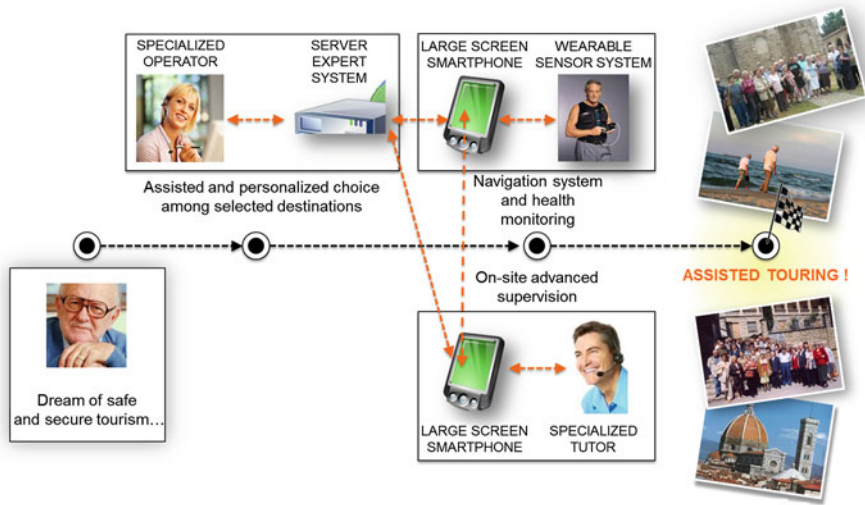 SPECIALIZED
OPERATOR
SERVER
EXPERT
SYSTEM
LARGE SCREEN
SMARTPHONE
WEARABLE
SENSOR SYSTEM
Assisted and personalized choice
among selected destinations
Navigation system
and health
monitoring
On-site advanced
supervision
ASSISTED TOURING !
Dream of safe
and secure tourism…
LARGE SCREEN
SMARTPHONE
SPECIALIZED
TUTOR